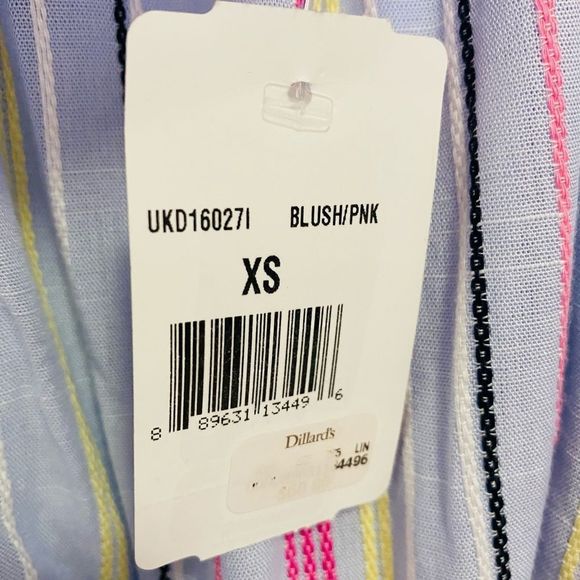 UKD16027I BLUSH/PNK
XS
8 89631 13449 6
Dillard's
LIN
4496